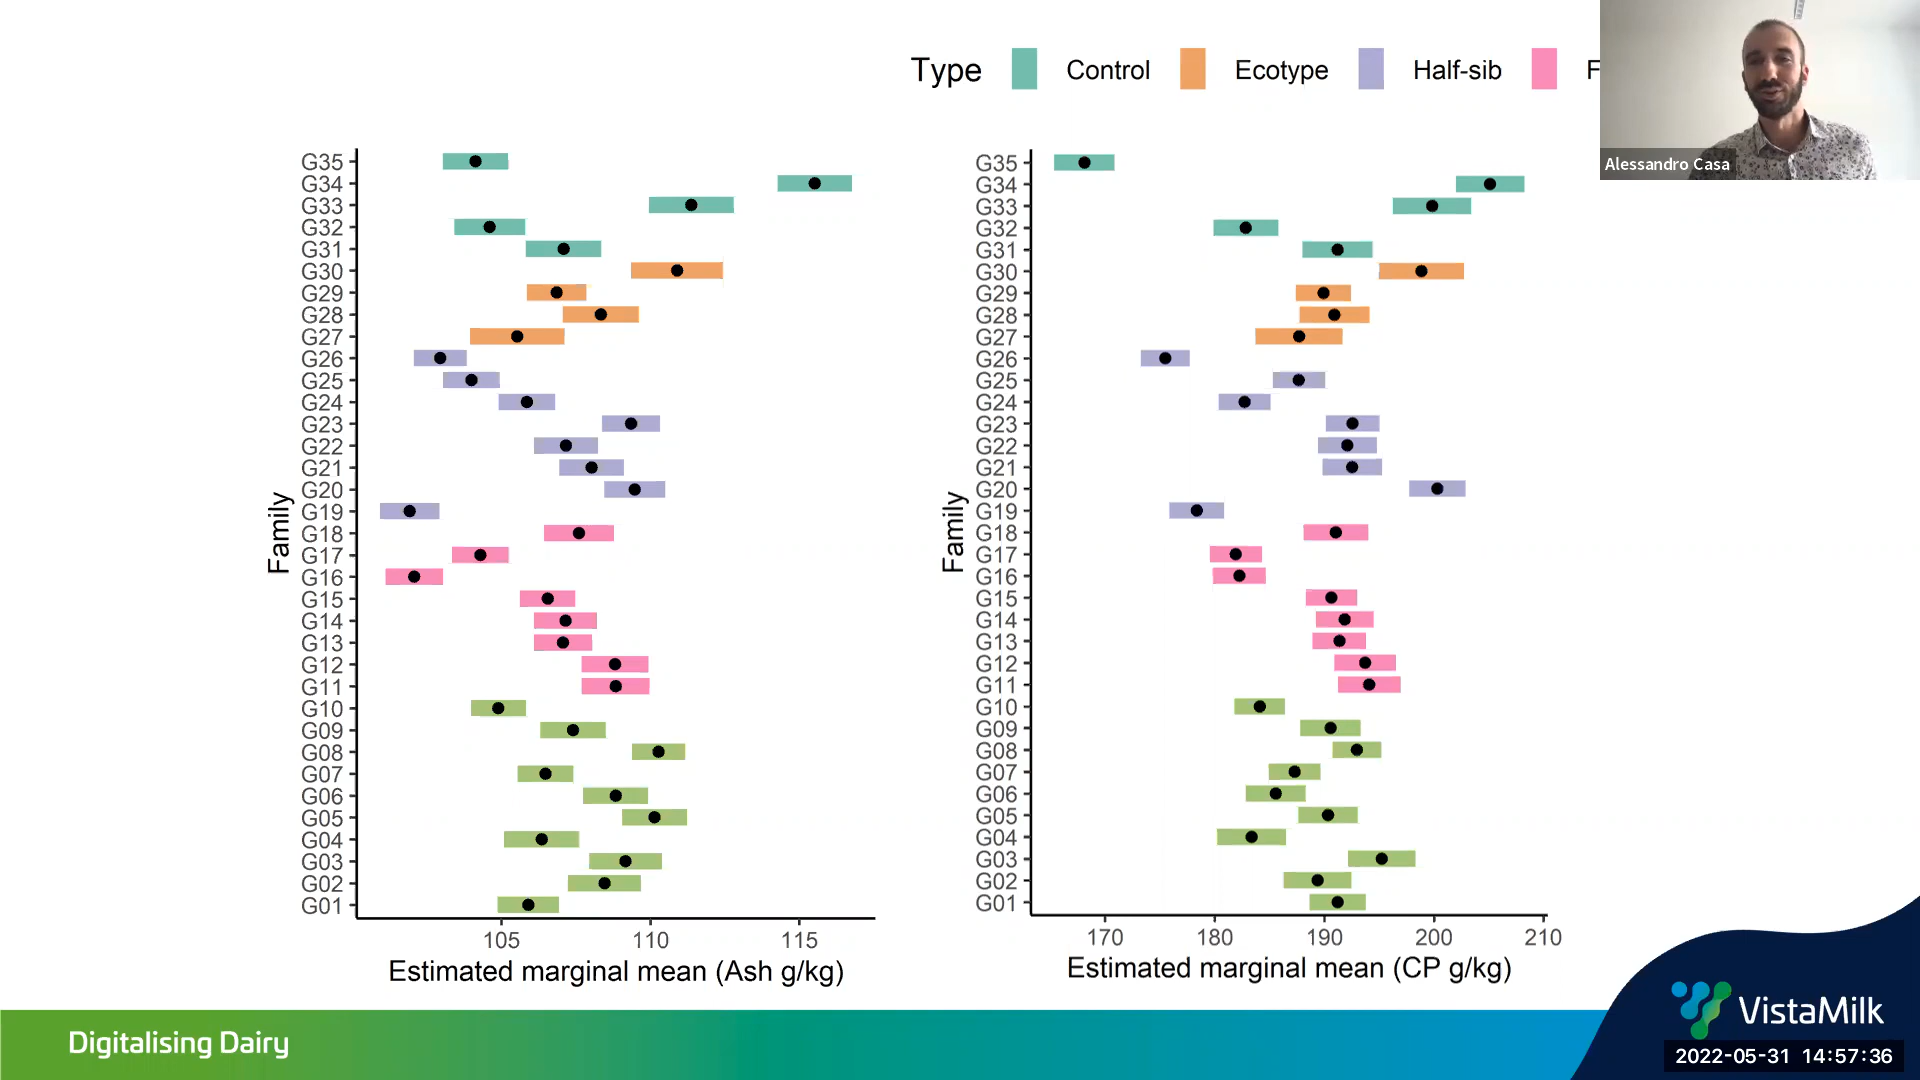 Type Control Ecotype Half-sib F
Alessandro Casa
G35
G34
G33
G32
G31
G30
G29
G28
G27
G26
G25
G24
G23
G22
G21
G20
G19
G18
G17
G16
G15
G14
G13
G12
G11
G10
G09
G08
G07
G06
G05
G04
G03
G02
G01
Family
105 110 115
Estimated marginal mean (Ash g/kg)
G35
G34
G33
G32
G31
G30
G29
G28
G27
G26
G25
G24
G23
G22
G21
G20
G19
G18
G17
G16
G15
G14
G13
G12
G11
G10
G09
G08
G07
G06
G05
G04
G03
G02
G01
Family
170 180 190 200 210
Estimated marginal mean (CP g/kg)
Digitalising Dairy
VistaMilk
2022-05-31 14:57:36